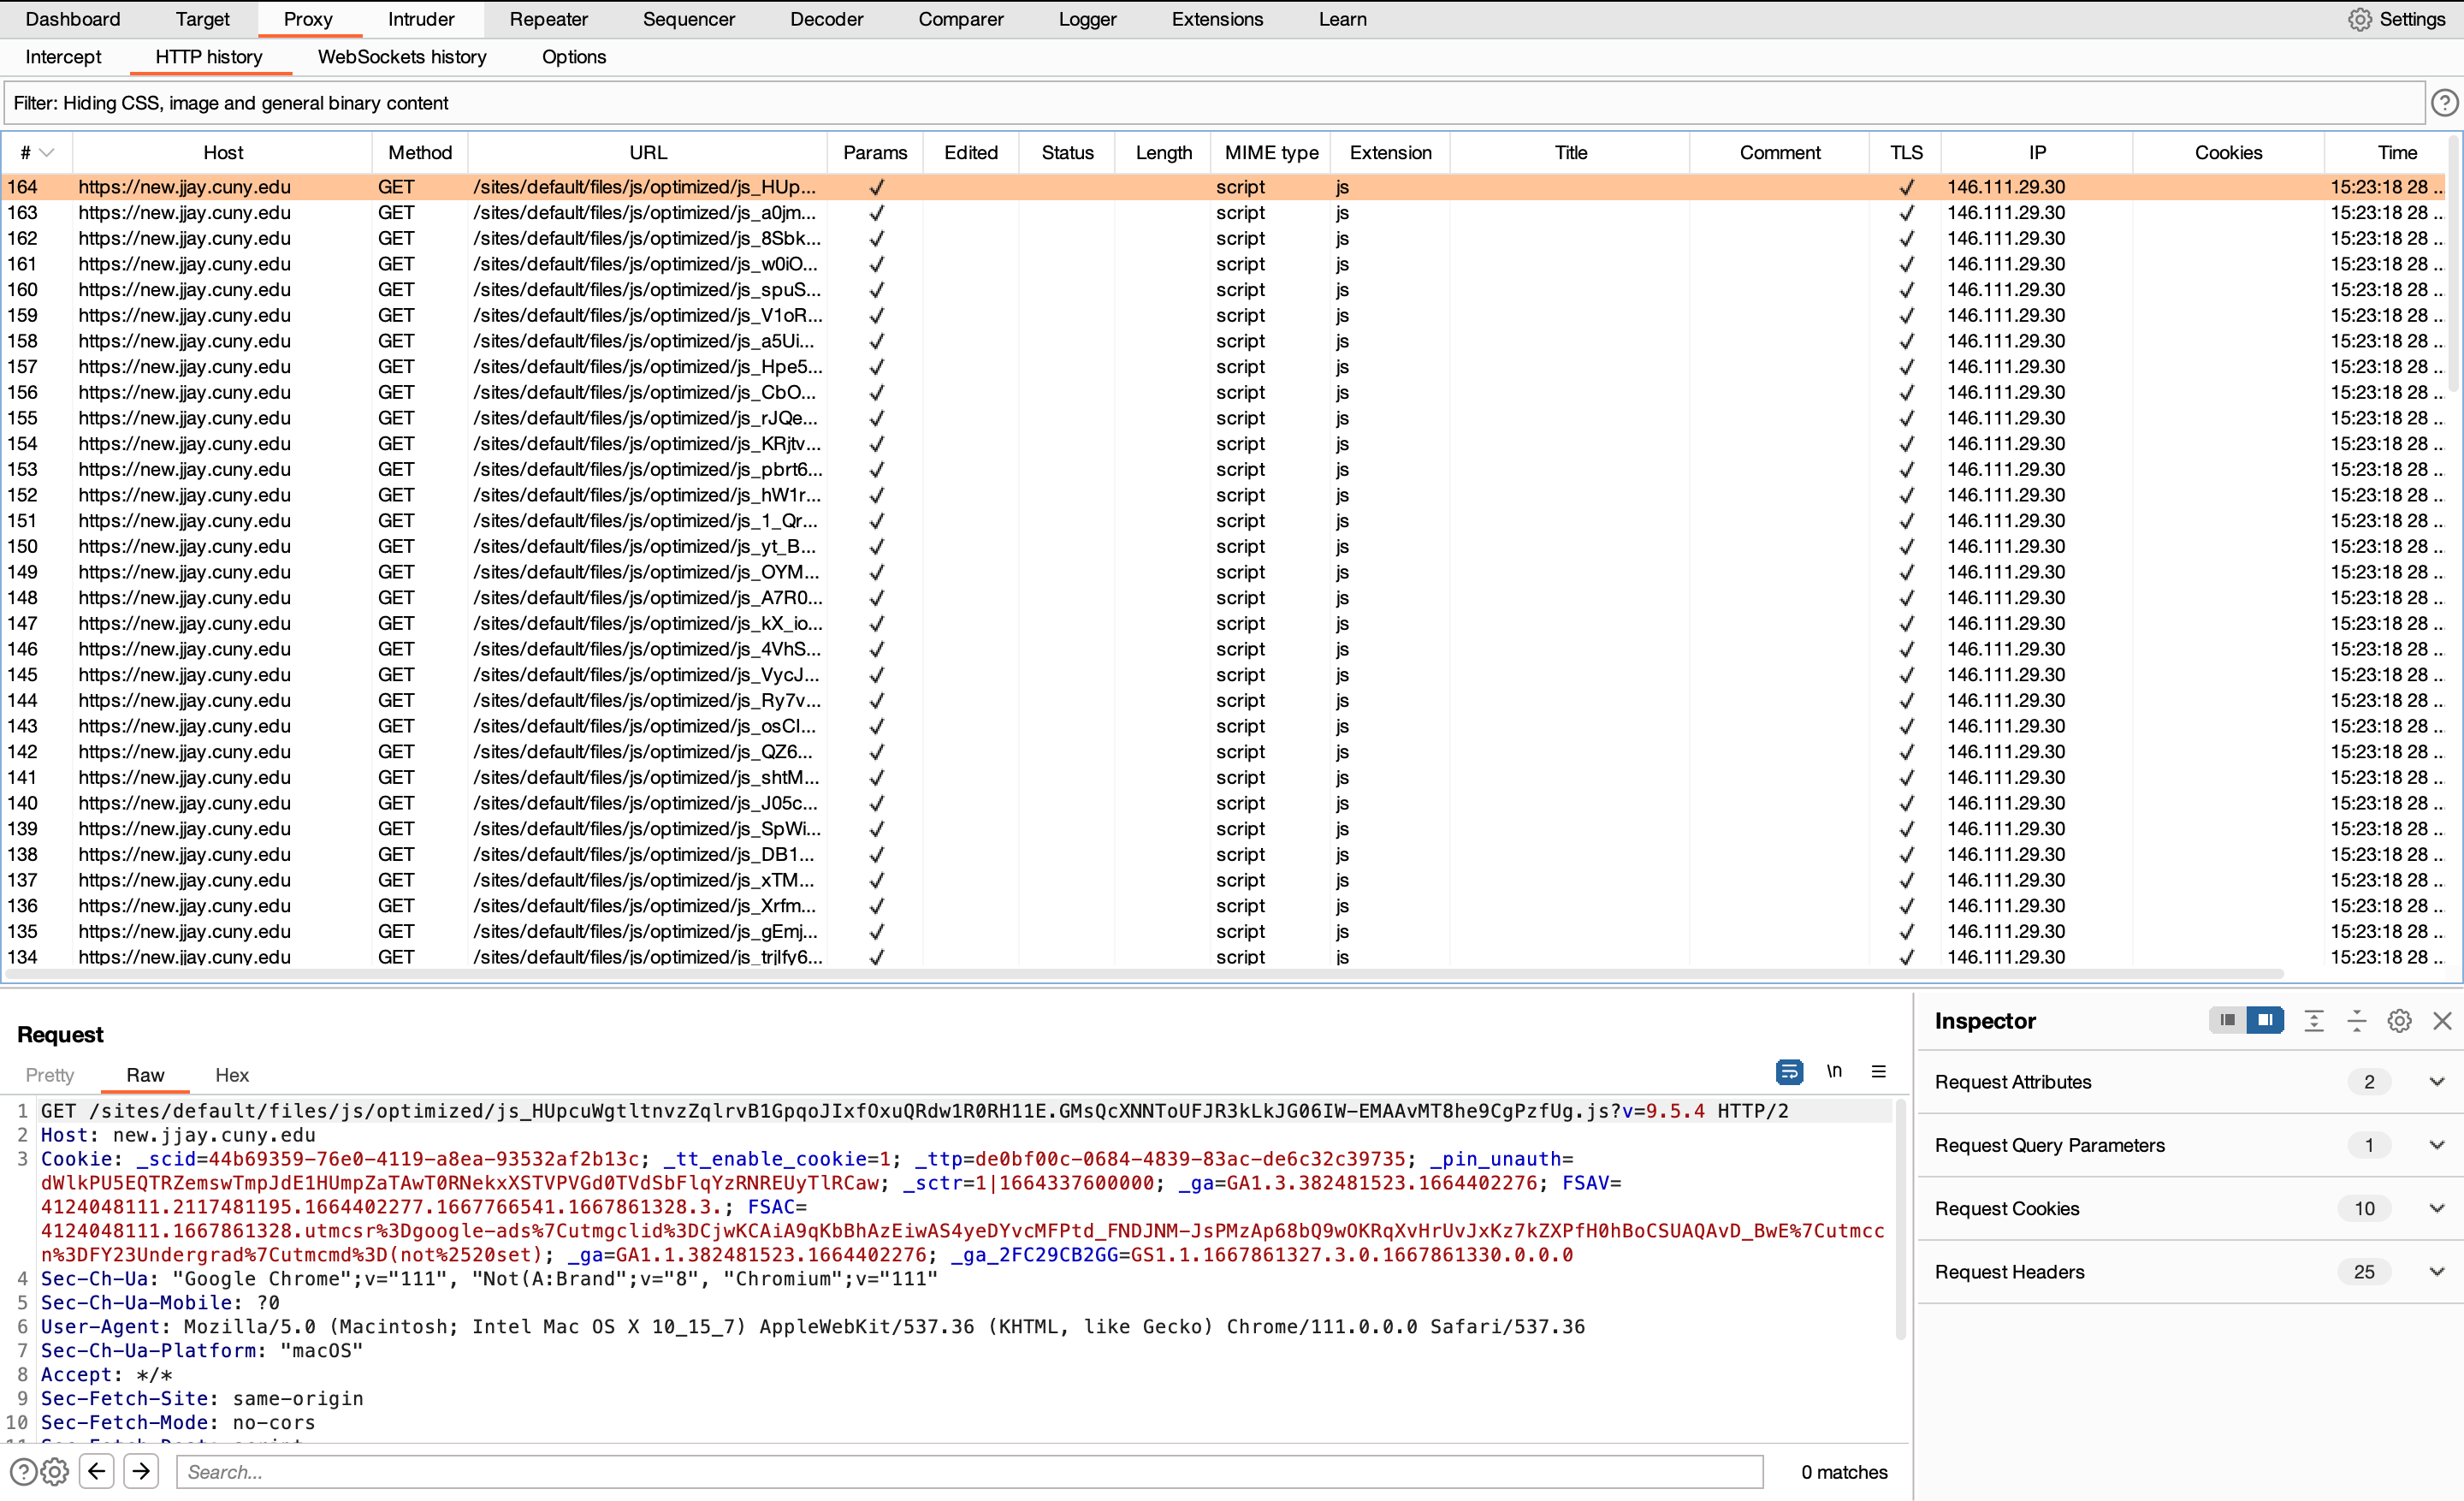 Dashboard Target Proxy Intruder Repeater Sequencer Decoder Comparer Logger Extensions Learn Settings
Intercept HTTP history WebSockets history Options
Filter: Hiding CSS, image and general binary content
# Host Method URL Params Edited Status Length MIME type Extension Title Comment TLS IP Cookies Time
164 https://new.jjay.cuny.edu GET /sites/default/files/js/optimized/js_HUp... ✓ script js ✓ 146.111.29.30 15:23:18 28 ...
163 https://new.jjay.cuny.edu GET /sites/default/files/js/optimized/js_a0jm... ✓ script js ✓ 146.111.29.30 15:23:18 28 ...
162 https://new.jjay.cuny.edu GET /sites/default/files/js/optimized/js_8Sbk... ✓ script js ✓ 146.111.29.30 15:23:18 28 ...
161 https://new.jjay.cuny.edu GET /sites/default/files/js/optimized/js_w0iO... ✓ script js ✓ 146.111.29.30 15:23:18 28 ...
160 https://new.jjay.cuny.edu GET /sites/default/files/js/optimized/js_spuS... ✓ script js ✓ 146.111.29.30 15:23:18 28 ...
159 https://new.jjay.cuny.edu GET /sites/default/files/js/optimized/js_V1oR... ✓ script js ✓ 146.111.29.30 15:23:18 28 ...
158 https://new.jjay.cuny.edu GET /sites/default/files/js/optimized/js_a5Ui... ✓ script js ✓ 146.111.29.30 15:23:18 28 ...
157 https://new.jjay.cuny.edu GET /sites/default/files/js/optimized/js_Hpe5... ✓ script js ✓ 146.111.29.30 15:23:18 28 ...
156 https://new.jjay.cuny.edu GET /sites/default/files/js/optimized/js_CbO... ✓ script js ✓ 146.111.29.30 15:23:18 28 ...
155 https://new.jjay.cuny.edu GET /sites/default/files/js/optimized/js_rJQe... ✓ script js ✓ 146.111.29.30 15:23:18 28 ...
154 https://new.jjay.cuny.edu GET /sites/default/files/js/optimized/js_KRjtv... ✓ script js ✓ 146.111.29.30 15:23:18 28 ...
153 https://new.jjay.cuny.edu GET /sites/default/files/js/optimized/js_pbrt6... ✓ script js ✓ 146.111.29.30 15:23:18 28 ...
152 https://new.jjay.cuny.edu GET /sites/default/files/js/optimized/js_hW1r... ✓ script js ✓ 146.111.29.30 15:23:18 28 ...
151 https://new.jjay.cuny.edu GET /sites/default/files/js/optimized/js_1_Qr... ✓ script js ✓ 146.111.29.30 15:23:18 28 ...
150 https://new.jjay.cuny.edu GET /sites/default/files/js/optimized/js_yt_B... ✓ script js ✓ 146.111.29.30 15:23:18 28 ...
149 https://new.jjay.cuny.edu GET /sites/default/files/js/optimized/js_OYM... ✓ script js ✓ 146.111.29.30 15:23:18 28 ...
148 https://new.jjay.cuny.edu GET /sites/default/files/js/optimized/js_A7R0... ✓ script js ✓ 146.111.29.30 15:23:18 28 ...
147 https://new.jjay.cuny.edu GET /sites/default/files/js/optimized/js_kX_io... ✓ script js ✓ 146.111.29.30 15:23:18 28 ...
146 https://new.jjay.cuny.edu GET /sites/default/files/js/optimized/js_4VhS... ✓ script js ✓ 146.111.29.30 15:23:18 28 ...
145 https://new.jjay.cuny.edu GET /sites/default/files/js/optimized/js_VycJ... ✓ script js ✓ 146.111.29.30 15:23:18 28 ...
144 https://new.jjay.cuny.edu GET /sites/default/files/js/optimized/js_Ry7v... ✓ script js ✓ 146.111.29.30 15:23:18 28 ...
143 https://new.jjay.cuny.edu GET /sites/default/files/js/optimized/js_osCl... ✓ script js ✓ 146.111.29.30 15:23:18 28 ...
142 https://new.jjay.cuny.edu GET /sites/default/files/js/optimized/js_QZ6... ✓ script js ✓ 146.111.29.30 15:23:18 28 ...
141 https://new.jjay.cuny.edu GET /sites/default/files/js/optimized/js_shtM... ✓ script js ✓ 146.111.29.30 15:23:18 28 ...
140 https://new.jjay.cuny.edu GET /sites/default/files/js/optimized/js_J05c... ✓ script js ✓ 146.111.29.30 15:23:18 28 ...
139 https://new.jjay.cuny.edu GET /sites/default/files/js/optimized/js_SpWi... ✓ script js ✓ 146.111.29.30 15:23:18 28 ...
138 https://new.jjay.cuny.edu GET /sites/default/files/js/optimized/js_DB1... ✓ script js ✓ 146.111.29.30 15:23:18 28 ...
137 https://new.jjay.cuny.edu GET /sites/default/files/js/optimized/js_xTM... ✓ script js ✓ 146.111.29.30 15:23:18 28 ...
136 https://new.jjay.cuny.edu GET /sites/default/files/js/optimized/js_Xrfm... ✓ script js ✓ 146.111.29.30 15:23:18 28 ...
135 https://new.jjay.cuny.edu GET /sites/default/files/js/optimized/js_gEmj... ✓ script js ✓ 146.111.29.30 15:23:18 28 ...
134 https://new.jjay.cuny.edu GET /sites/default/files/js/optimized/js_trjlfy6... ✓ script js ✓ 146.111.29.30 15:23:18 28 ...
Request
Pretty Raw Hex \n
1 GET /sites/default/files/js/optimized/js_HUpcuWgtltnvzZqlrvB1GpqoJIxfOxuQRdw1R0RH11E.GMsQcXNNToUFJR3kLkJG06IW-EMAAvMT8he9CgPzfUg.js?v=9.5.4 HTTP/2
2 Host: new.jjay.cuny.edu
3 Cookie: _scid=44b69359-76e0-4119-a8ea-93532af2b13c; _tt_enable_cookie=1; _ttp=de0bf00c-0684-4839-83ac-de6c32c39735; _pin_unauth=
dWlkPU5EQTRZemswTmpJdE1HUmpZaTAwT0RNekxXSTVPVGd0TVdSbFlqYzRNREUyTlRCaw; _sctr=1|1664337600000; _ga=GA1.3.382481523.1664402276; FSAV=
4124048111.2117481195.1664402277.1677766541.1667861328.3.; FSAC=
4124048111.1667861328.utmcsr%3Dgoogle-ads%7Cutmgclid%3DCjwKCAiA9qKbBhAzEiwAS4yeDYvcMFPtd_FNDJNM-JsPMzAp68bQ9wOKRqXvHrUvJxKz7kZXPfH0hBoCSUAQAvD_BwE%7Cutmcc
n%3DFY23Undergrad%7Cutmcmd%3D(not%2520set); _ga=GA1.1.382481523.1664402276; _ga_2FC29CB2GG=GS1.1.1667861327.3.0.1667861330.0.0.0
4 Sec-Ch-Ua: "Google Chrome";v="111", "Not(A:Brand";v="8", "Chromium";v="111"
5 Sec-Ch-Ua-Mobile: ?0
6 User-Agent: Mozilla/5.0 (Macintosh; Intel Mac OS X 10_15_7) AppleWebKit/537.36 (KHTML, like Gecko) Chrome/111.0.0.0 Safari/537.36
7 Sec-Ch-Ua-Platform: "macOS"
8 Accept: */*
9 Sec-Fetch-Site: same-origin
10 Sec-Fetch-Mode: no-cors
Search... 0 matches
Inspector
Request Attributes 2
Request Query Parameters 1
Request Cookies 10
Request Headers 25